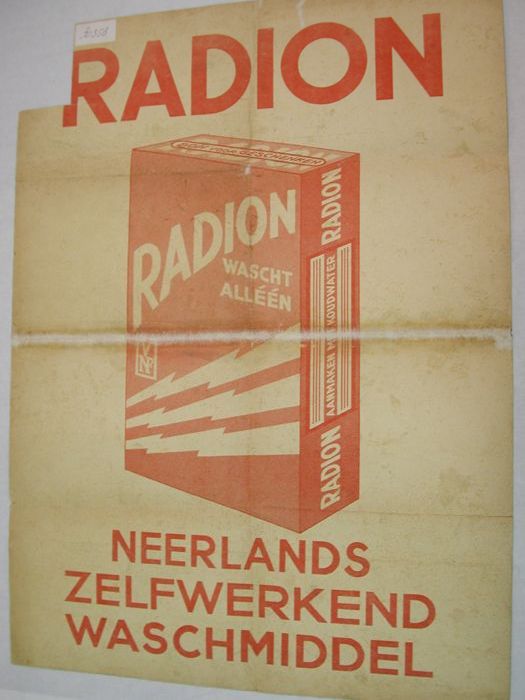 RADION
RADION
WASCHT
ALLÉÉN
RADION
AANMAKEN MET KOUDWATER
RADION
NEERLANDS
ZELFWERKEND
WASCHMIDDEL